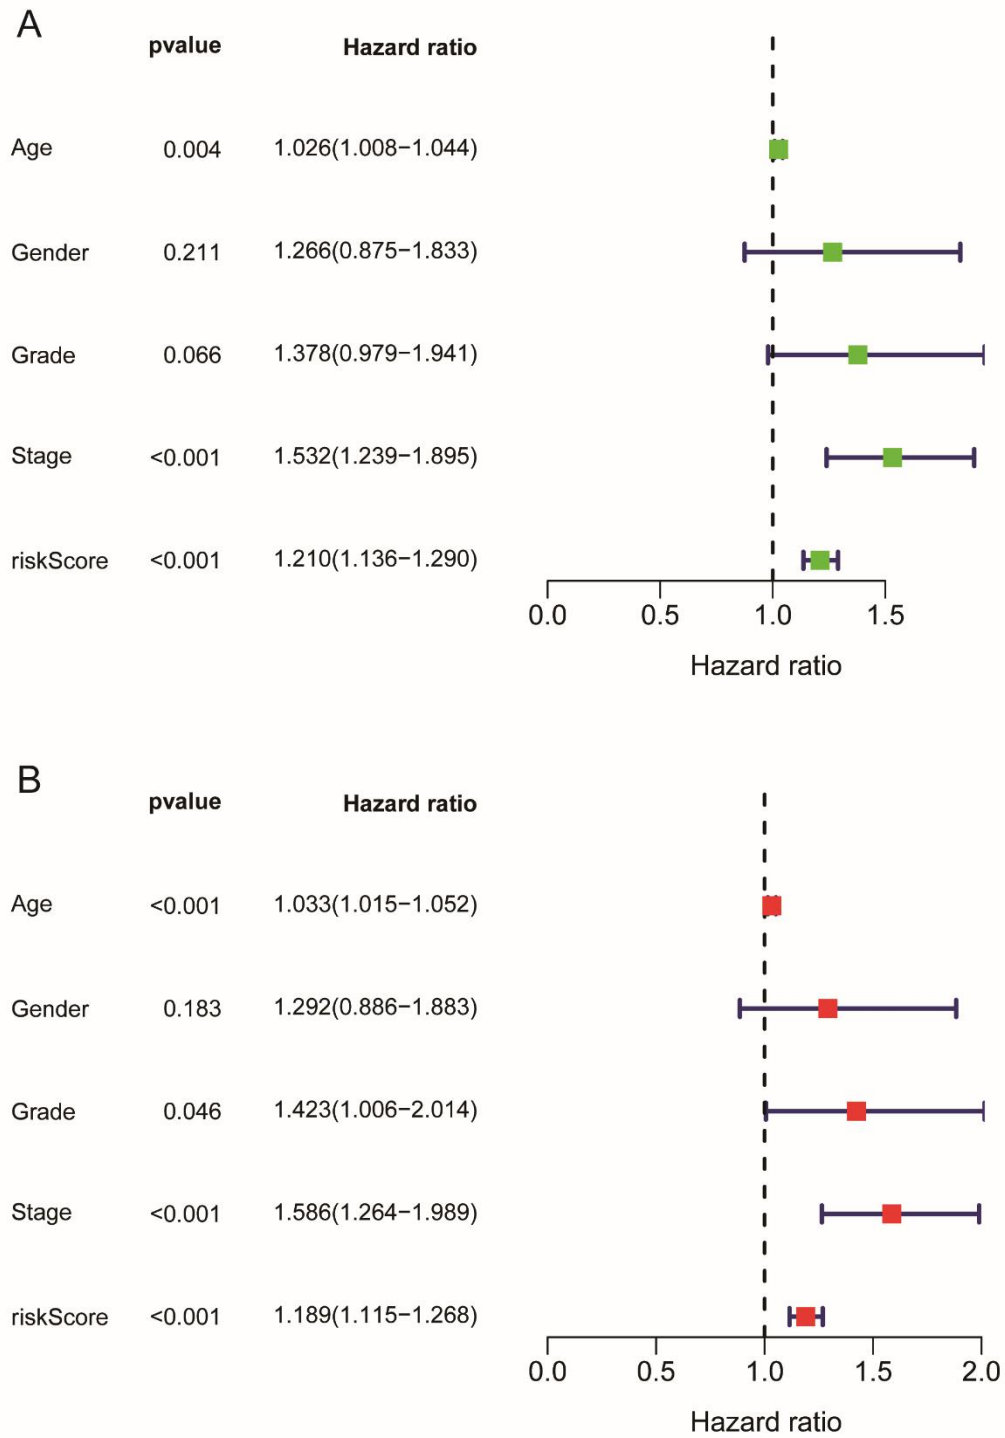 A
pvalue Hazard ratio
Age 0.004 1.026(1.008−1.044)
Gender 0.211 1.266(0.875−1.833)
Grade 0.066 1.378(0.979−1.941)
Stage <0.001 1.532(1.239−1.895)
riskScore <0.001 1.210(1.136−1.290)
0.0 0.5 1.0 1.5
Hazard ratio
B
pvalue Hazard ratio
Age <0.001 1.033(1.015−1.052)
Gender 0.183 1.292(0.886−1.883)
Grade 0.046 1.423(1.006−2.014)
Stage <0.001 1.586(1.264−1.989)
riskScore <0.001 1.189(1.115−1.268)
0.0 0.5 1.0 1.5 2.0
Hazard ratio